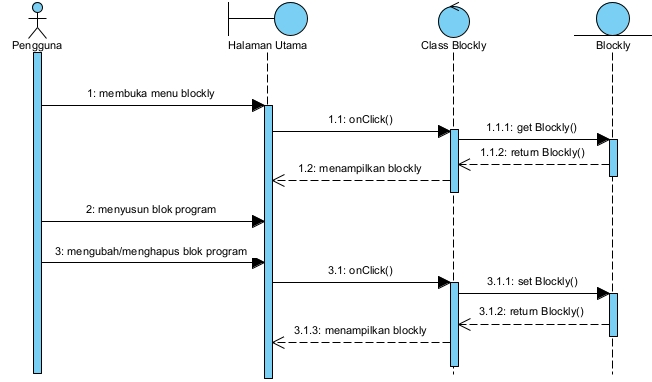 Pengguna
Halaman Utama
Class Blockly
Blockly
1: membuka menu blockly
1.1: onClick()
1.1.1: get Blockly()
1.1.2: return Blockly()
1.2: menampilkan blockly
2: menyusun blok program
3: mengubah/menghapus blok program
3.1: onClick()
3.1.1: set Blockly()
3.1.2: return Blockly()
3.1.3: menampilkan blockly